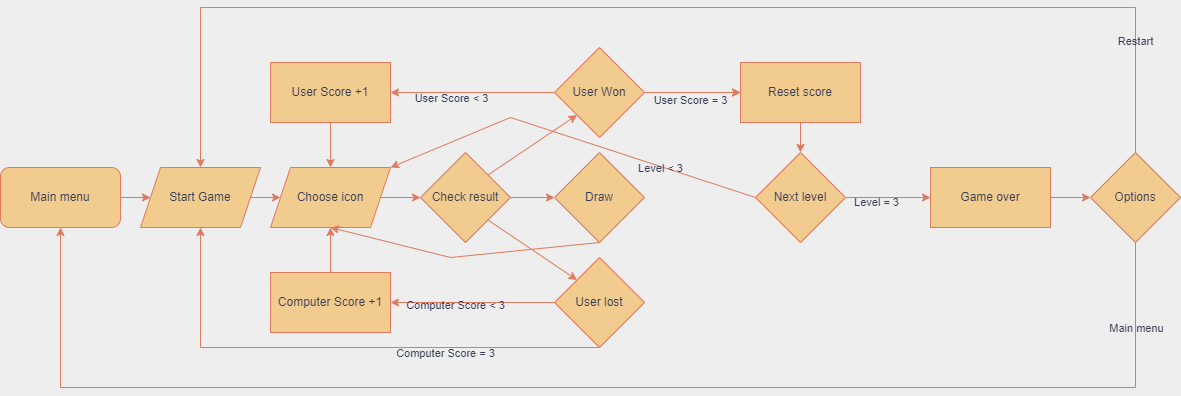 Restart
User Score +1
User Won
Reset score
User Score < 3
User Score = 3
Level < 3
Main menu
Start Game
Choose icon
Check result
Draw
Next level
Level = 3
Game over
Options
Computer Score +1
Computer Score < 3
User lost
Main menu
Computer Score = 3